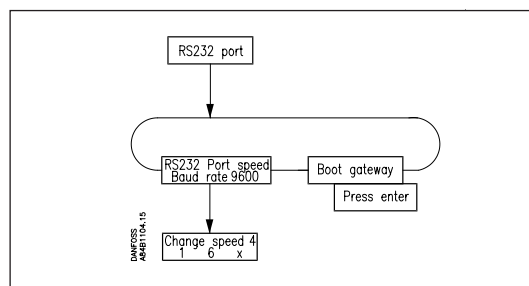 RS232 port
RS232 Port speed
Baud rate 9600
Boot gateway
Press enter
DANFOSS
A84B1104.15
Change speed 4
1 6 x